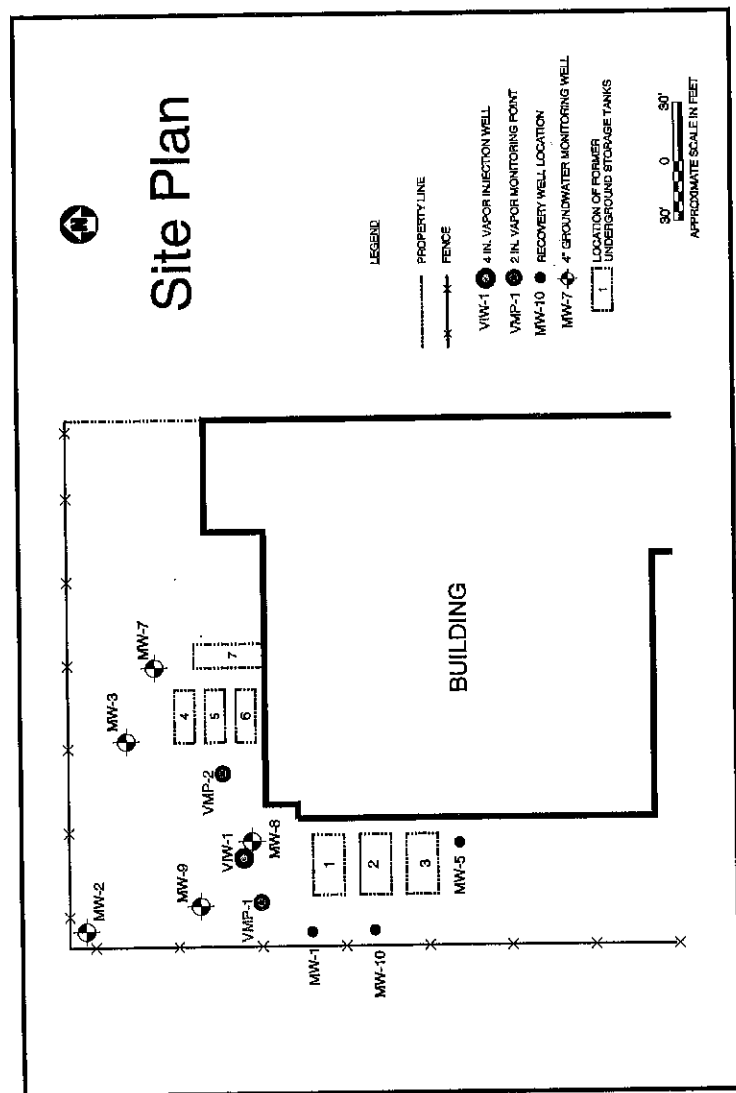 N
Site Plan
LEGEND
PROPERTY LINE
FENCE
VIW-1 4 IN. VAPOR INJECTION WELL
VMP-1 2 IN. VAPOR MONITORING POINT
MW-10 RECOVERY WELL LOCATION
MW-7 4" GROUNDWATER MONITORING WELL
1 LOCATION OF FORMER
UNDERGROUND STORAGE TANKS
30' 0 30'
APPROXIMATE SCALE IN FEET
MW-2
MW-3
MW-7
MW-9
VMP-2
VIW-1
MW-8
VMP-1
4
5
6
7
MW-1
MW-10
1
2
3
MW-5
BUILDING